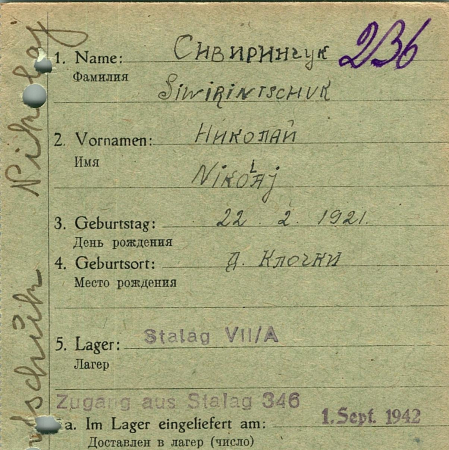 236
1. Name: Сивиринчук
Фамилия
Siwirintschuk
2. Vornamen: Николай
Имя
Nikolaj
3. Geburtstag: 22. 2. 1921.
День рождения
4. Geburtsort: д. Клочки
Место рождения
5. Lager: Stalag VII/A
Лагер
Zugang aus Stalag 346
a. Im Lager eingeliefert am: 1. Sept. 1942
Доставлен в лагер (число)
Nikolaj